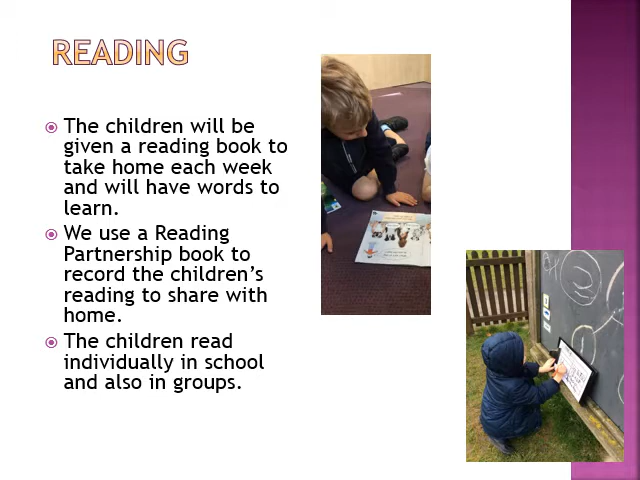 READING
The children will be
given a reading book to
take home each week
and will have words to
learn.
We use a Reading
Partnership book to
record the children’s
reading to share with
home.
The children read
individually in school
and also in groups.